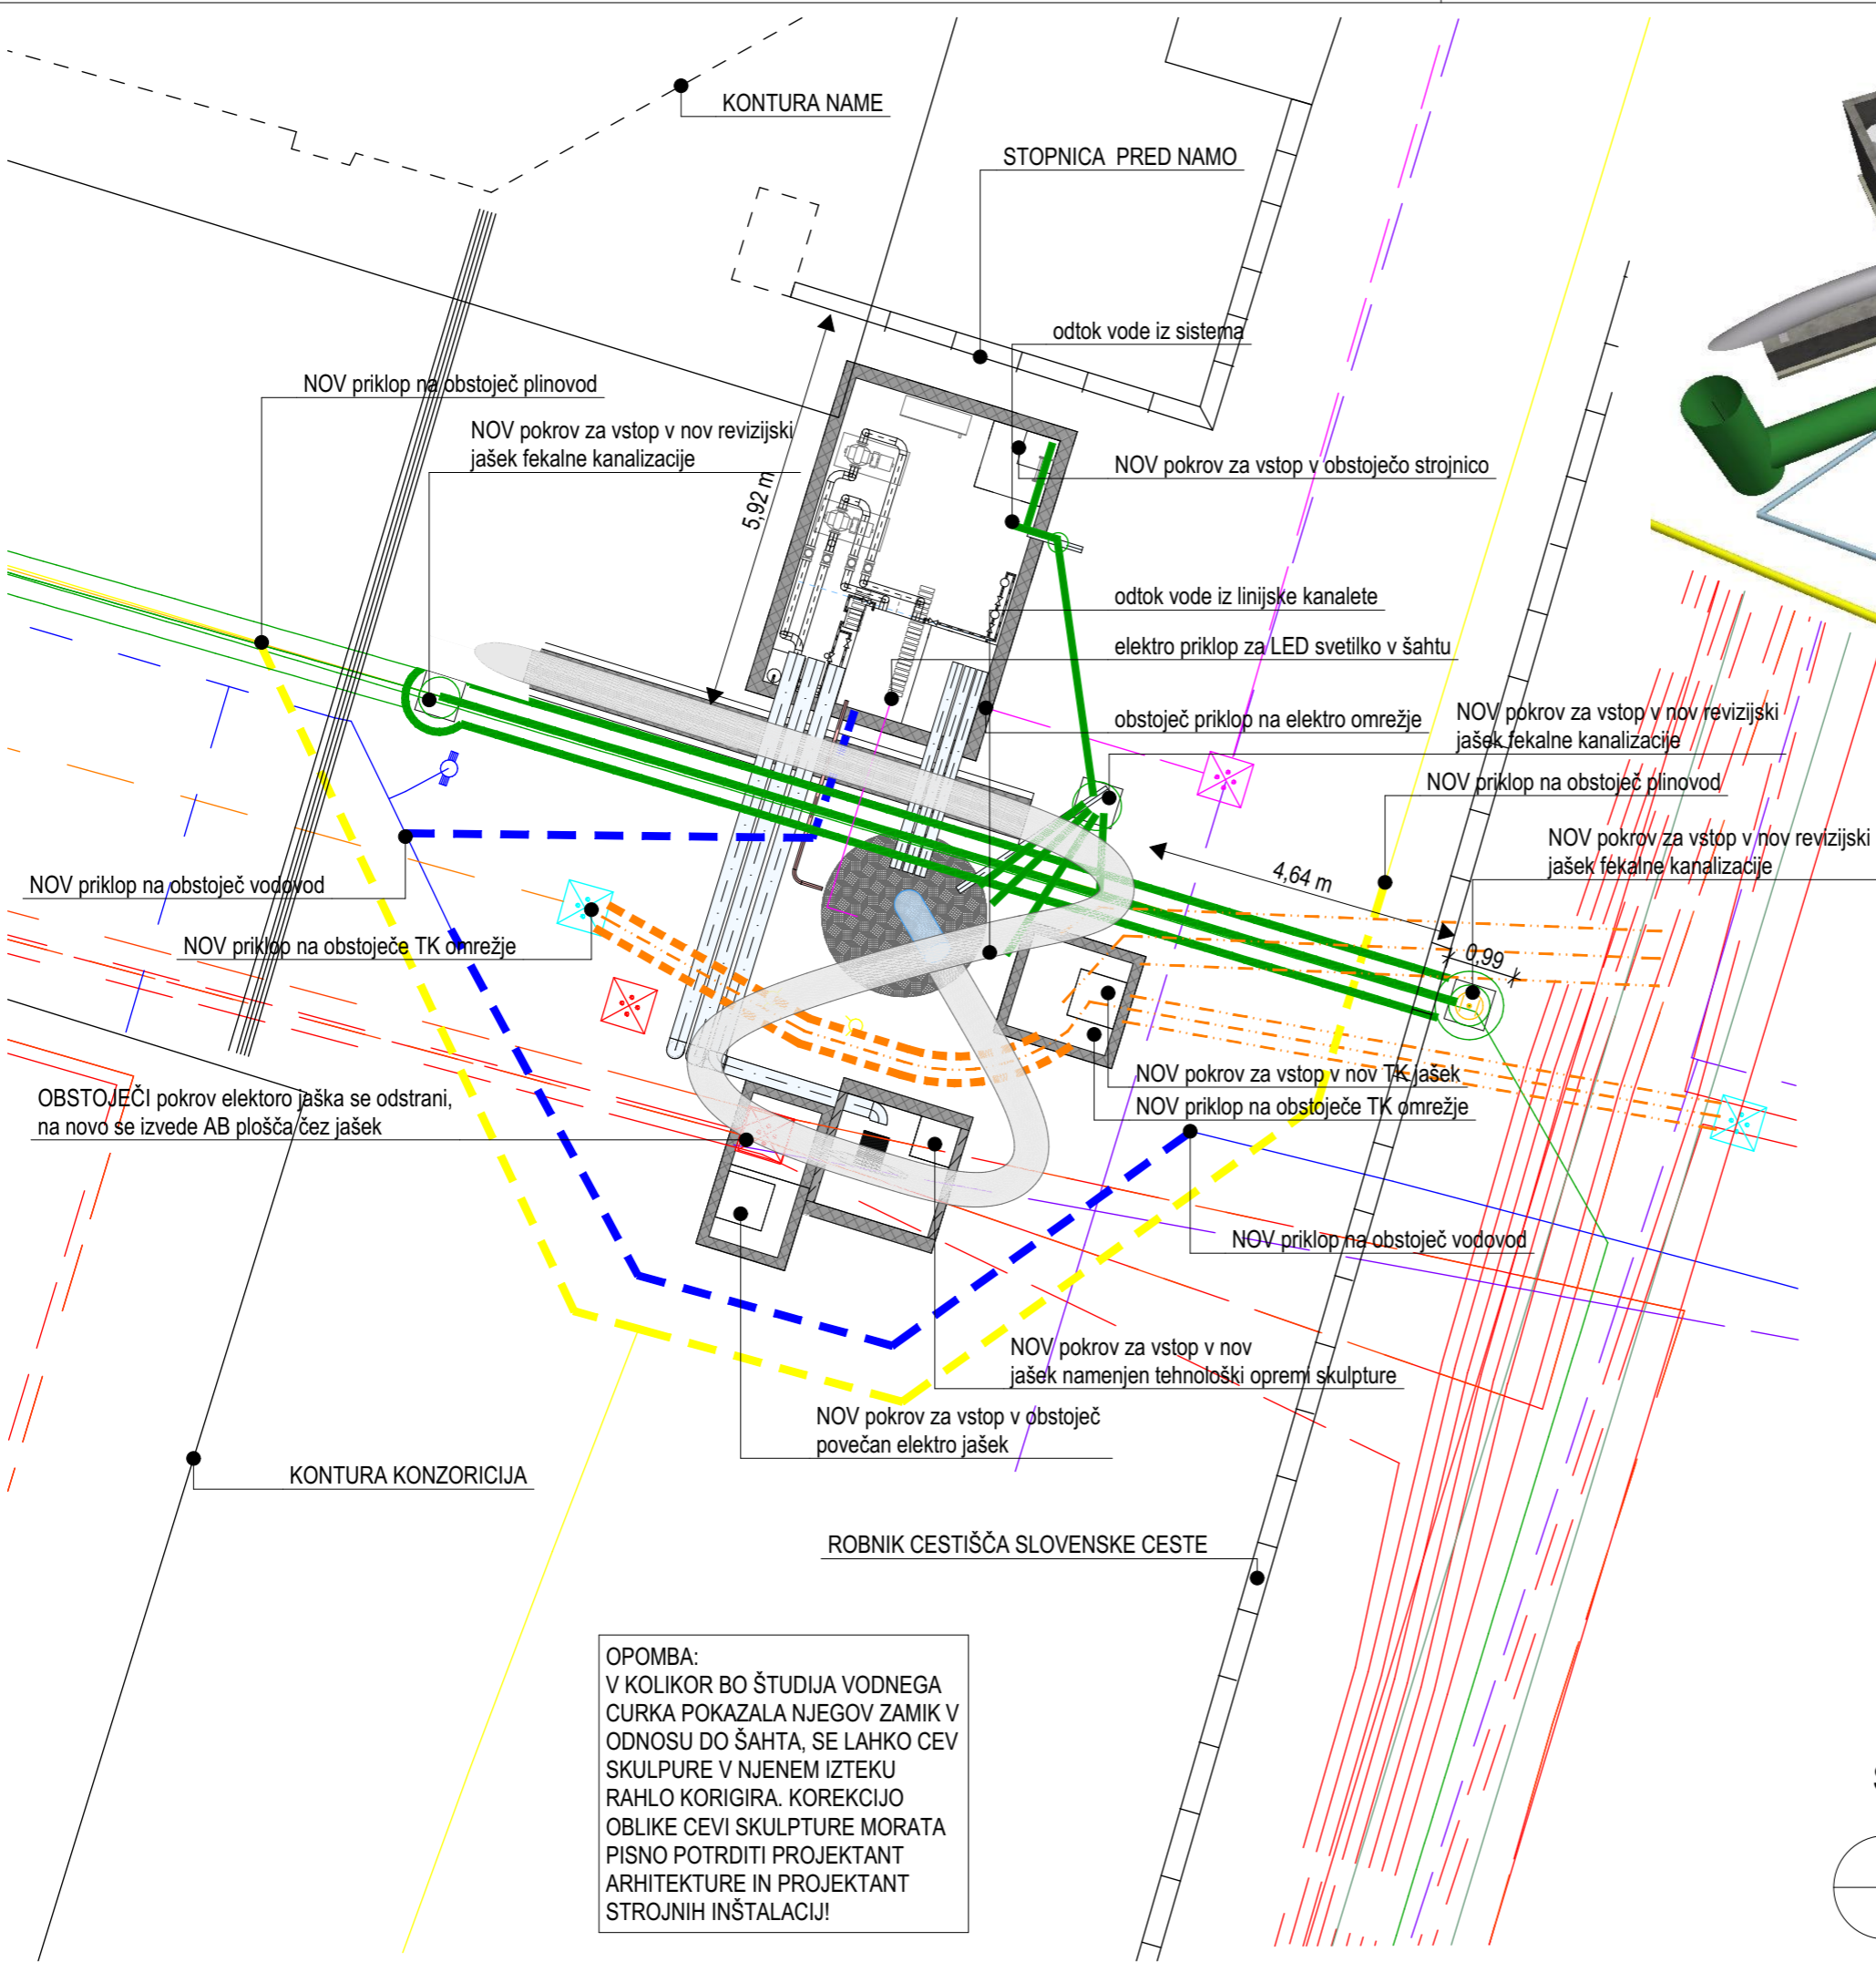 KONTURA NAME
STOPNICA PRED NAMO
odtok vode iz sistema
NOV priklop na obstoječ plinovod
NOV pokrov za vstop v nov revizijski
jašek fekalne kanalizacije
NOV pokrov za vstop v obstoječo strojnico
5,92 m
odtok vode iz linijske kanalete
elektro priklop za LED svetilko v šahtu
obstoječ priklop na elektro omrežje
NOV pokrov za vstop v nov revizijski
jašek fekalne kanalizacije
NOV priklop na obstoječ plinovod
NOV pokrov za vstop v nov revizijski
jašek fekalne kanalizacije
4,64 m
NOV priklop na obstoječ vodovod
NOV priklop na obstoječe TK omrežje
0,99
NOV pokrov za vstop v nov TK jašek
NOV priklop na obstoječe TK omrežje
OBSTOJEČI pokrov elektoro jaška se odstrani,
na novo se izvede AB plošča čez jašek
NOV priklop na obstoječ vodovod
NOV pokrov za vstop v nov
jašek namenjen tehnološki opremi skulpture
NOV pokrov za vstop v obstoječ
povečan elektro jašek
KONTURA KONZORICIJA
ROBNIK CESTIŠČA SLOVENSKE CESTE
OPOMBA:
V KOLIKOR BO ŠTUDIJA VODNEGA
CURKA POKAZALA NJEGOV ZAMIK V
ODNOSU DO ŠAHTA, SE LAHKO CEV
SKULPURE V NJENEM IZTEKU
RAHLO KORIGIRA. KOREKCIJO
OBLIKE CEVI SKULPTURE MORATA
PISNO POTRDITI PROJEKTANT
ARHITEKTURE IN PROJEKTANT
STROJNIH INŠTALACIJ!